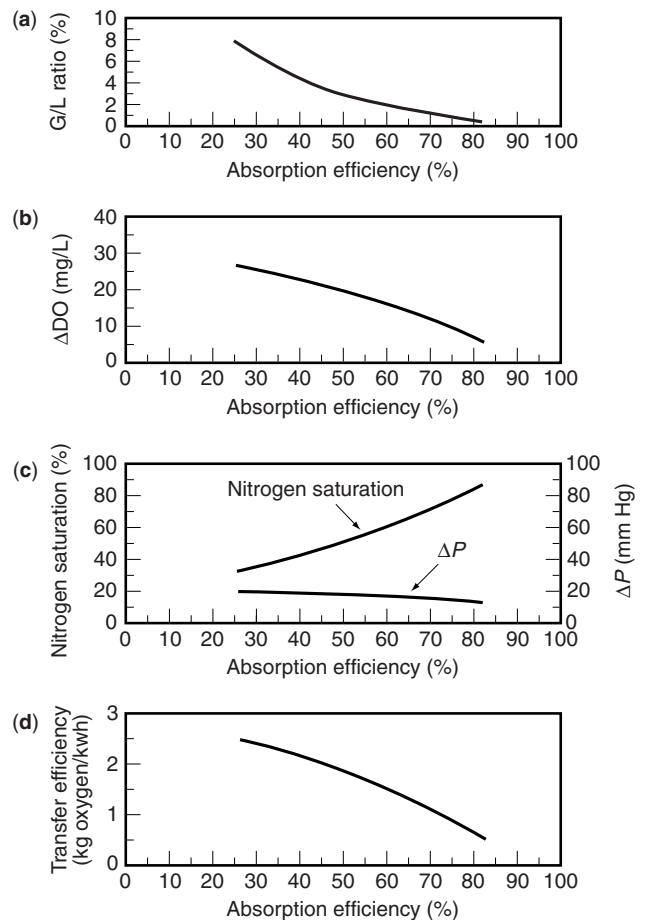 (a)
G/L ratio (%)
10
8
6
4
2
0
0 10 20 30 40 50 60 70 80 90 100
Absorption efficiency (%)
(b)
ΔDO (mg/L)
40
30
20
10
0
0 10 20 30 40 50 60 70 80 90 100
Absorption efficiency (%)
(c)
Nitrogen saturation (%)
100
80
60
40
20
0
Nitrogen saturation
ΔP
100
80
60
40
20
0
ΔP (mm Hg)
0 10 20 30 40 50 60 70 80 90 100
Absorption efficiency (%)
(d)
Transfer efficiency
(kg oxygen/kwh)
3
2
1
0
0 10 20 30 40 50 60 70 80 90 100
Absorption efficiency (%)